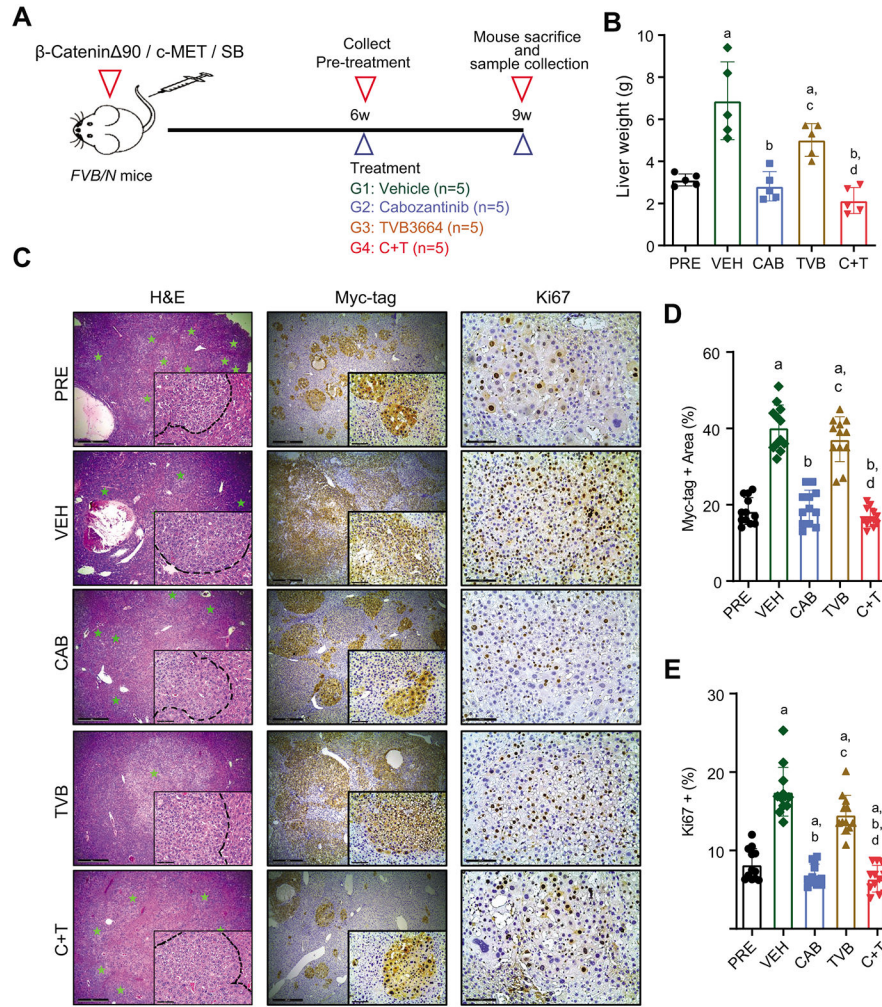 A
β-CateninΔ90 / c-MET / SB
Collect
Pre-treatment
Mouse sacrifice
and
sample collection
6w
9w
FVB/N mice
Treatment
G1: Vehicle (n=5)
G2: Cabozantinib (n=5)
G3: TVB3664 (n=5)
G4: C+T (n=5)
B
Liver weight (g)
10
8
6
4
2
0
a
b
a,
c
b,
d
PRE VEH CAB TVB C+T
C
H&E Myc-tag Ki67
PRE
VEH
CAB
TVB
C+T
D
Myc-tag + Area (%)
60
40
20
0
a
b
a,
c
b,
d
PRE VEH CAB TVB C+T
E
Ki67 + (%)
30
20
10
a
a,
b
a,
c
a,
b,
d
PRE VEH CAB TVB C+T